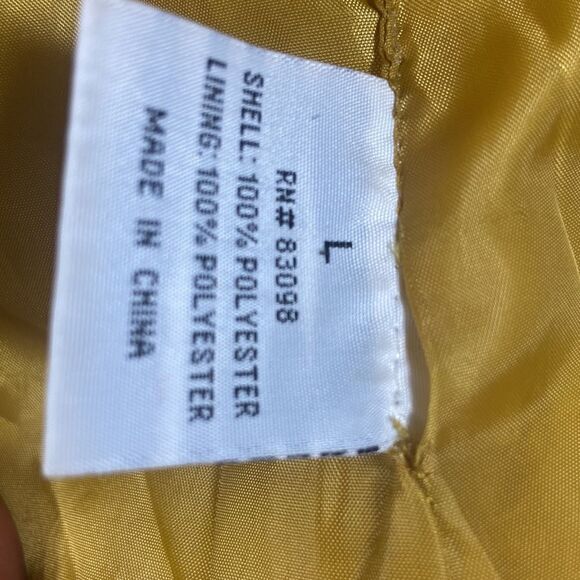 L
RN# 83098
SHELL: 100% POLYESTER
LINING: 100% POLYESTER
MADE IN CHINA